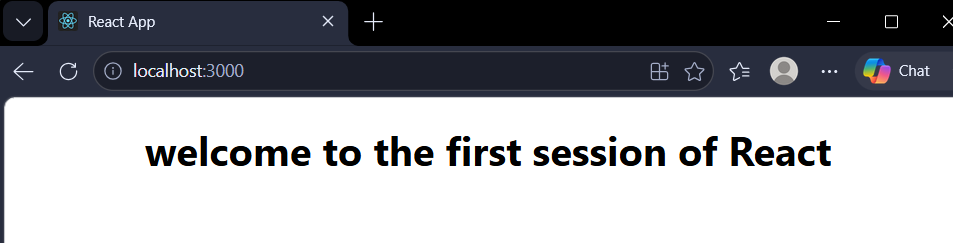 React App
localhost:3000
Chat
welcome to the first session of React